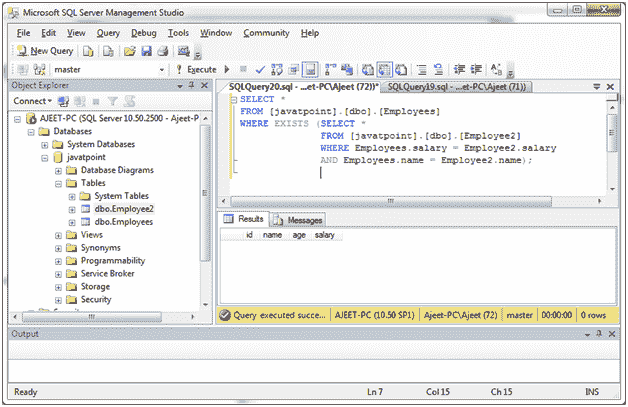 Microsoft SQL Server Management Studio
File Edit View Query Debug Tools Window Community Help
New Query
master Execute
Object Explorer
Connect
AJEET-PC (SQL Server 10.50.2500 - Ajeet-P
Databases
System Databases
javatpoint
Database Diagrams
Tables
System Tables
dbo.Employee2
dbo.Employees
Views
Synonyms
Programmability
Service Broker
Storage
Security
SQLQuery20.sql - ...et-PC\Ajeet (72))* SQLQuery19.sql - ...et-PC\Ajeet (71))
SELECT *
FROM [javatpoint].[dbo].[Employees]
WHERE EXISTS (SELECT *
FROM [javatpoint].[dbo].[Employee2]
WHERE Employees.salary = Employee2.salary
AND Employees.name = Employee2.name);
Results Messages
id name age salary
Query executed succe... AJEET-PC (10.50 SP1) Ajeet-PC\Ajeet (72) master 00:00:00 0 rows
Output
Ready Ln 7 Col 15 Ch 15 INS